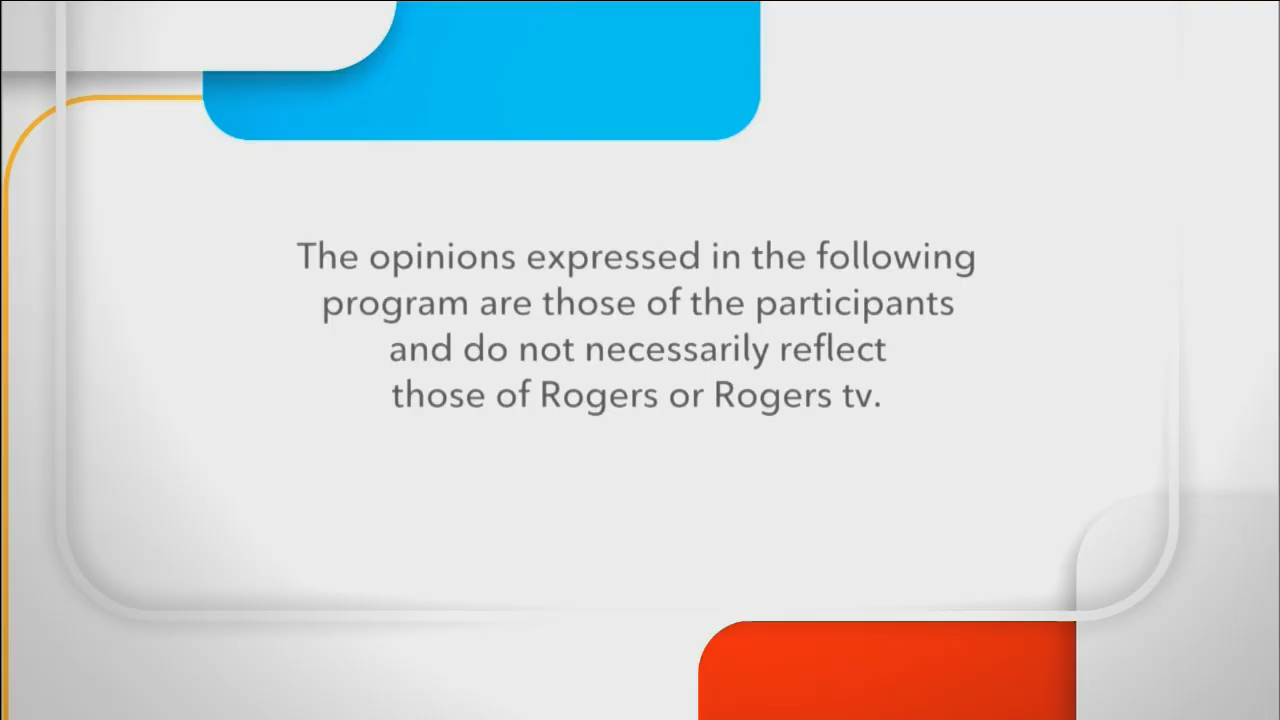 The opinions expressed in the following
program are those of the participants
and do not necessarily reflect
those of Rogers or Rogers tv.